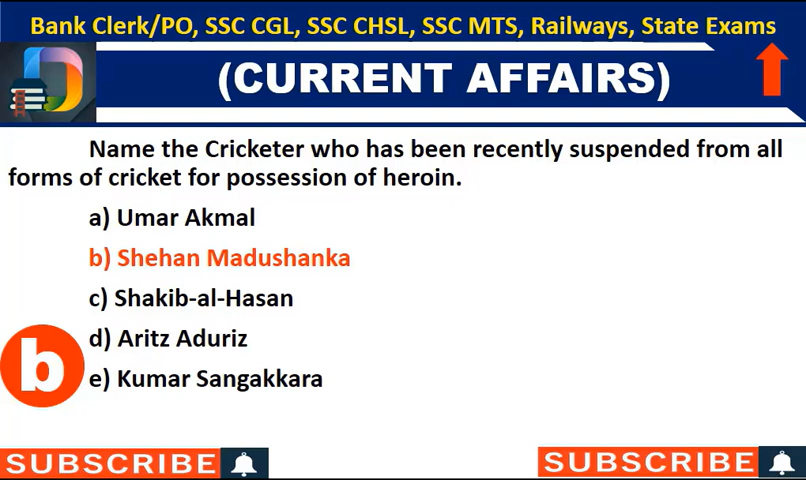 Bank Clerk/PO, SSC CGL, SSC CHSL, SSC MTS, Railways, State Exams
(CURRENT AFFAIRS)
Name the Cricketer who has been recently suspended from all
forms of cricket for possession of heroin.
a) Umar Akmal
b) Shehan Madushanka
c) Shakib-al-Hasan
d) Aritz Aduriz
b
e) Kumar Sangakkara
SUBSCRIBE
SUBSCRIBE